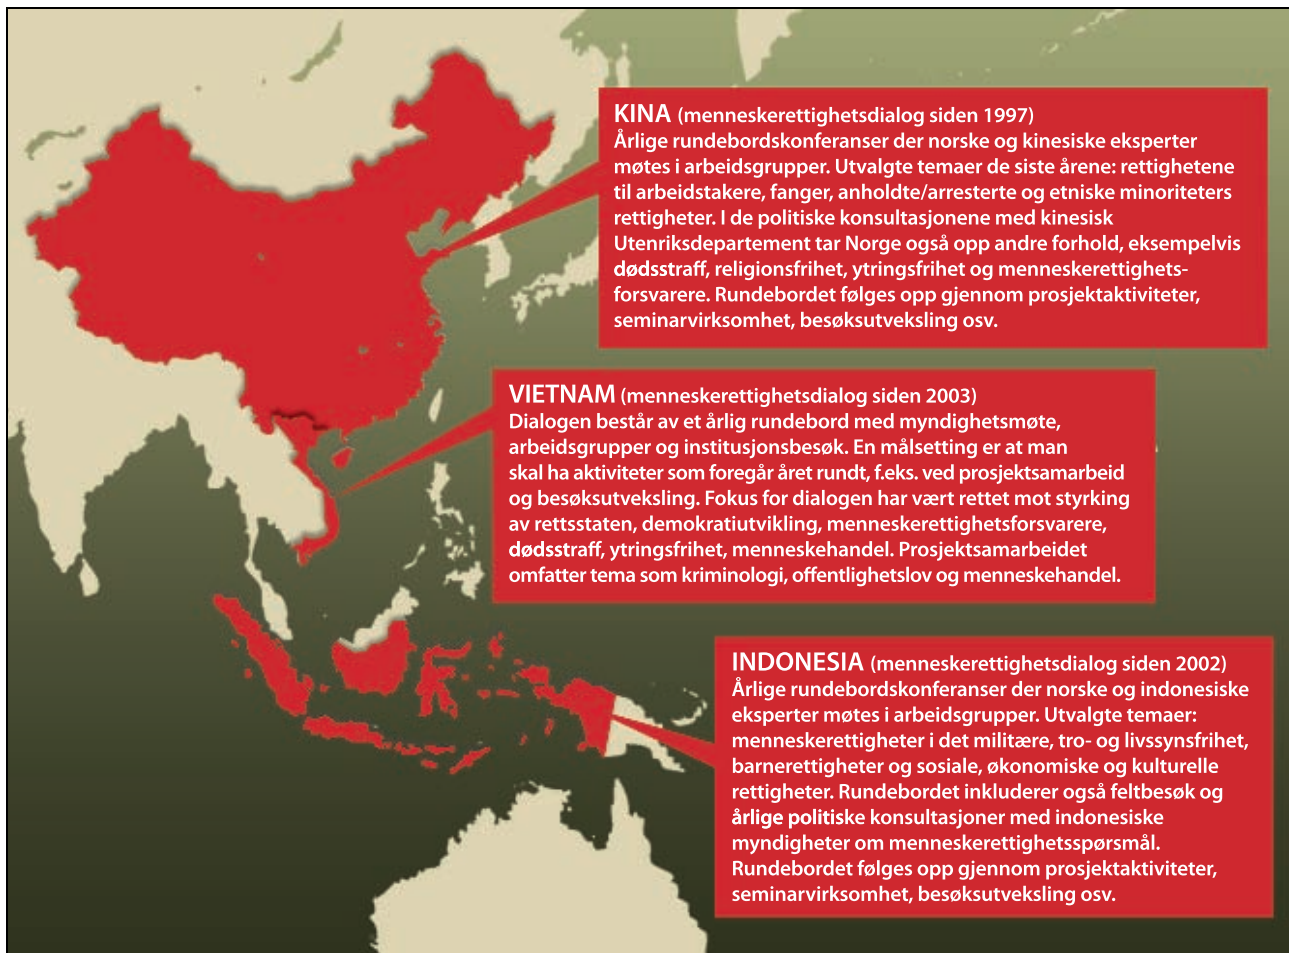 KINA (menneskerettighetsdialog siden 1997)
Årlige rundebordskonferanser der norske og kinesiske eksperter
møtes i arbeidsgrupper. Utvalgte temaer de siste årene: rettighetene
til arbeidstakere, fanger, anholdte/arresterte og etniske minoriteters
rettigheter. I de politiske konsultasjonene med kinesisk
Utenriksdepartement tar Norge også opp andre forhold, eksempelvis
dødsstraff, religionsfrihet, ytringsfrihet og menneskerettighets-
forsvarere. Rundebordet følges opp gjennom prosjektaktiviteter,
seminarvirksomhet, besøksutveksling osv.
VIETNAM (menneskerettighetsdialog siden 2003)
Dialogen består av et årlig rundebord med myndighetsmøte,
arbeidsgrupper og institusjonsbesøk. En målsetting er at man
skal ha aktiviteter som foregår året rundt, f.eks. ved prosjektsamarbeid
og besøksutveksling. Fokus for dialogen har vært rettet mot styrking
av rettsstaten, demokratiutvikling, menneskerettighetsforsvarere,
dødsstraff, ytringsfrihet, menneskehandel. Prosjektsamarbeidet
omfatter tema som kriminologi, offentlighetslov og menneskehandel.
INDONESIA (menneskerettighetsdialog siden 2002)
Årlige rundebordskonferanser der norske og indonesiske
eksperter møtes i arbeidsgrupper. Utvalgte temaer:
menneskerettigheter i det militære, tro- og livssynsfrihet,
barnerettigheter og sosiale, økonomiske og kulturelle
rettigheter. Rundebordet inkluderer også feltbesøk og
årlige politiske konsultasjoner med indonesiske
myndigheter om menneskerettighetsspørsmål.
Rundebordet følges opp gjennom prosjektaktiviteter,
seminarvirksomhet, besøksutveksling osv.